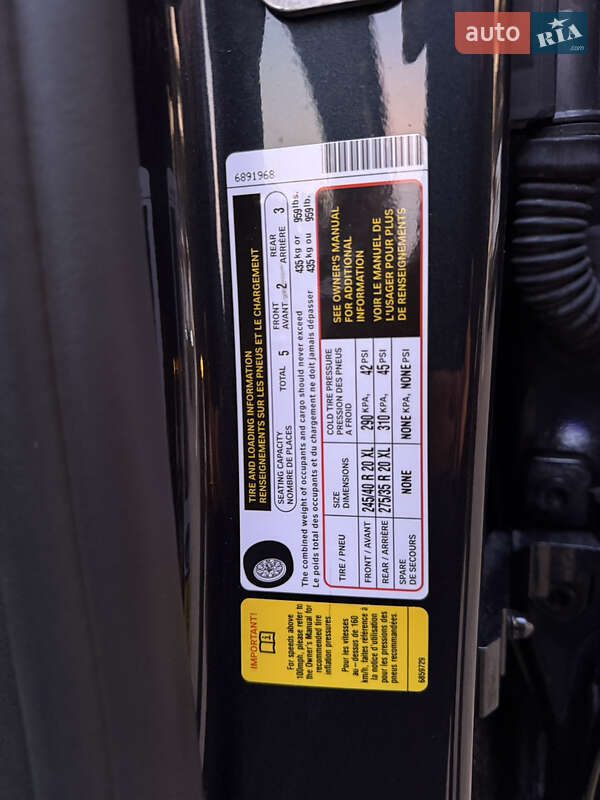 auto RIA .com
6891968
TIRE AND LOADING INFORMATION
RENSEIGNEMENTS SUR LES PNEUS ET LE CHARGEMENT
SEATING CAPACITY TOTAL 5 FRONT 2 REAR 3
NOMBRE DE PLACES AVANT ARRIÈRE
The combined weight of occupants and cargo should never exceed 435 kg or 959 lbs.
Le poids total des occupants et du chargement ne doit jamais dépasser 435 kg ou 959 lb.
TIRE / PNEU
SIZE
DIMENSIONS
COLD TIRE PRESSURE
PRESSION DES PNEUS
A FROID
FRONT / AVANT 245/40 R 20 XL 290 KPA, 42 PSI
REAR / ARRIÈRE 275/35 R 20 XL 310 KPA, 45 PSI
SPARE
DE SECOURS
NONE NONE KPA, NONE PSI
SEE OWNER'S MANUAL
FOR ADDITIONAL
INFORMATION
VOIR LE MANUEL DE
L'USAGER POUR PLUS
DE RENSEIGNEMENTS
IMPORTANT!
For speeds above
100mph, please refer to
the Owner's Manual for
recommended tire
inflation pressures.
Pour les vitesses
au-dessus de 160
km/h, faites référence à
la notice d'utilisation
pour les pressions des
pneus recommandées.
6859729